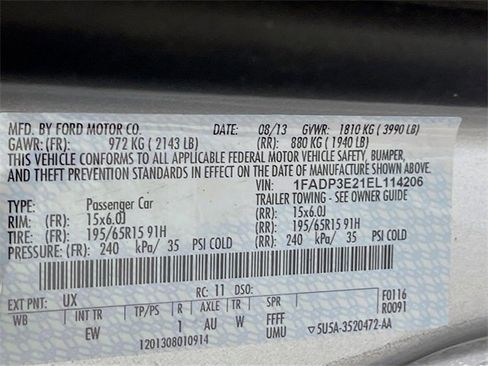 MFD. BY FORD MOTOR CO. DATE: 08/13 GVWR: 1810 KG ( 3990 LB)
GAWR: (FR): 972 KG ( 2143 LB) (RR): 880 KG ( 1940 LB)
THIS VEHICLE CONFORMS TO ALL APPLICABLE FEDERAL MOTOR VEHICLE SAFETY, BUMPER,
AND THEFT PREVENTION STANDARDS IN EFFECT ON THE DATE OF MANUFACTURE SHOWN ABOVE.
VIN: 1FADP3E21EL114206
TYPE: Passenger Car TRAILER TOWING - SEE OWNER GUIDE
RIM: (FR): 15x6.0J (RR): 15x6.0J
TIRE: (FR): 195/65R15 91H (RR): 195/65R15 91H
PRESSURE: (FR): 240 kPa/ 35 PSI COLD (RR): 240 kPa/ 35 PSI COLD
EXT PNT: UX RC: 11 DSO: F0116
WB INT TP/PS R AXLE TR SPR R0091
EW 1 AU W FFFF
1201308010914 UMU ▽5U5A-3520472-AA